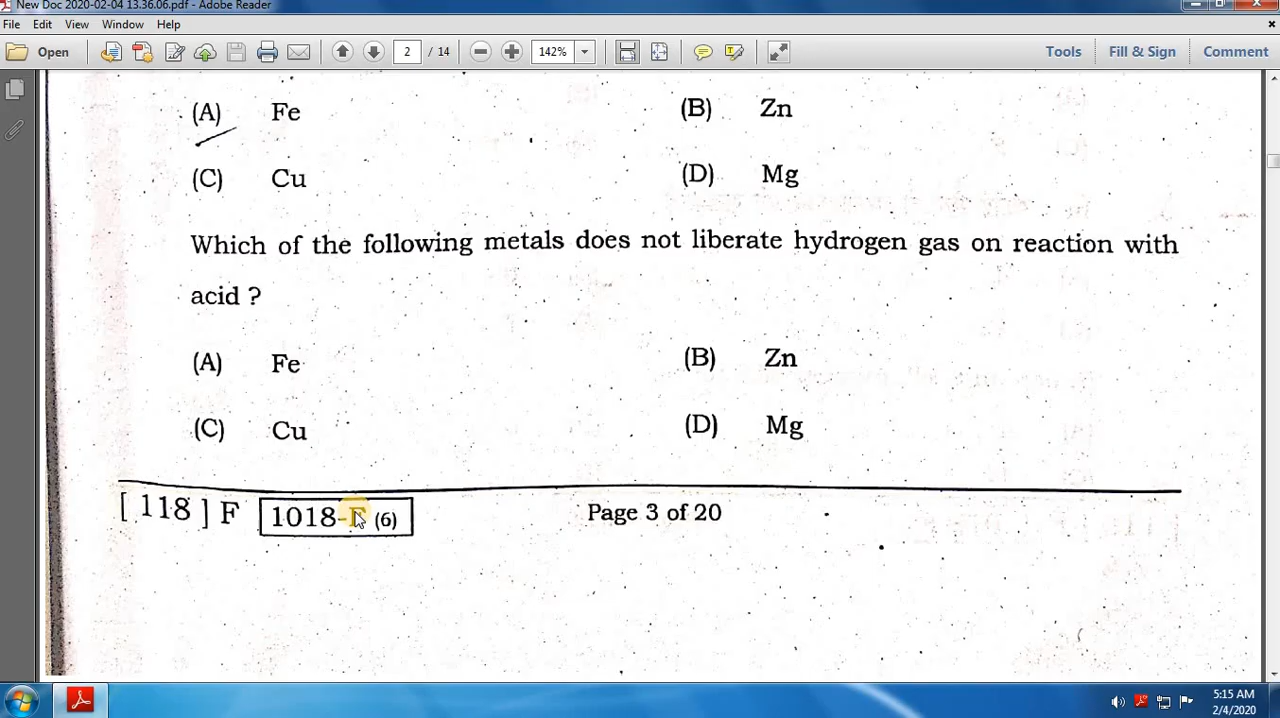 New Doc 2020-02-04 13.36.06.pdf - Adobe Reader
File Edit View Window Help
Open 2 / 14 142% Tools Fill & Sign Comment
(A) Fe (B) Zn
(C) Cu (D) Mg
Which of the following metals does not liberate hydrogen gas on reaction with
acid ?
(A) Fe (B) Zn
(C) Cu (D) Mg
[ 118 ] F 1018-F (6) Page 3 of 20
5:15 AM
2/4/2020